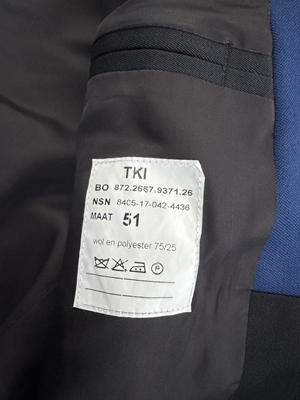 TKI
BO 872.2667.9371.26
NSN 8405-17-042-4436
MAAT 51
wol en polyester 75/25
P